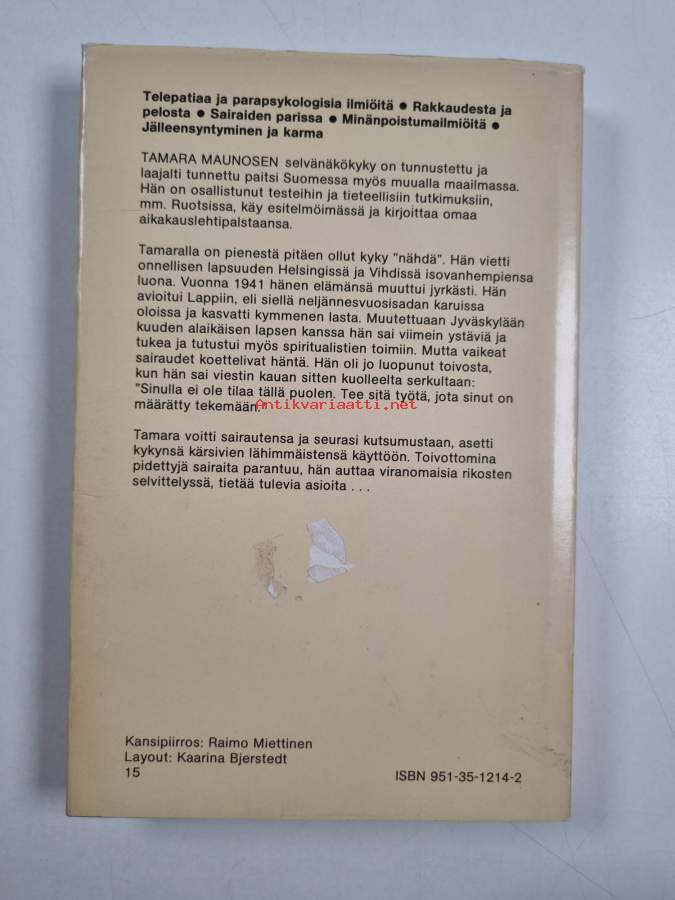 Telepatiaa ja parapsykologisia ilmiöitä ● Rakkaudesta ja
pelosta ● Sairaiden parissa ● Minänpoistumailmiöitä ●
Jälleensyntyminen ja karma
TAMARA MAUNOSEN selvänäkökyky on tunnustettu ja
laajalti tunnettu paitsi Suomessa myös muualla maailmassa.
Hän on osallistunut testeihin ja tieteellisiin tutkimuksiin,
mm. Ruotsissa, käy esitelmöimässä ja kirjoittaa omaa
aikakauslehtipalstaansa.
Tamaralla on pienestä pitäen ollut kyky "nähdä". Hän vietti
onnellisen lapsuuden Helsingissä ja Vihdissä isovanhempiensa
luona. Vuonna 1941 hänen elämänsä muuttui jyrkästi. Hän
avioitui Lappiin, eli siellä neljännesvuosisadan karuissa
oloissa ja kasvatti kymmenen lasta. Muutettuaan Jyväskylään
kuuden alaikäisen lapsen kanssa hän sai viimein ystäviä ja
tukea ja tutustui myös spiritualistien toimiin. Mutta vaikeat
sairaudet koettelivat häntä. Hän oli jo luopunut toivosta,
kun hän sai viestin kauan sitten kuolleelta serkultaan:
"Sinulla ei ole tilaa tällä puolen. Tee sitä työtä, jota sinut on
määrätty tekemään."
Antikvariaatti.net
Tamara voitti sairautensa ja seurasi kutsumustaan, asetti
kykynsä kärsivien lähimmäistensä käyttöön. Toivottomina
pidettyjä sairaita parantuu, hän auttaa viranomaisia rikosten
selvittelyssä, tietää tulevia asioita . . .
Kansipiirros: Raimo Miettinen
Layout: Kaarina Bjerstedt
15
ISBN 951-35-1214-2